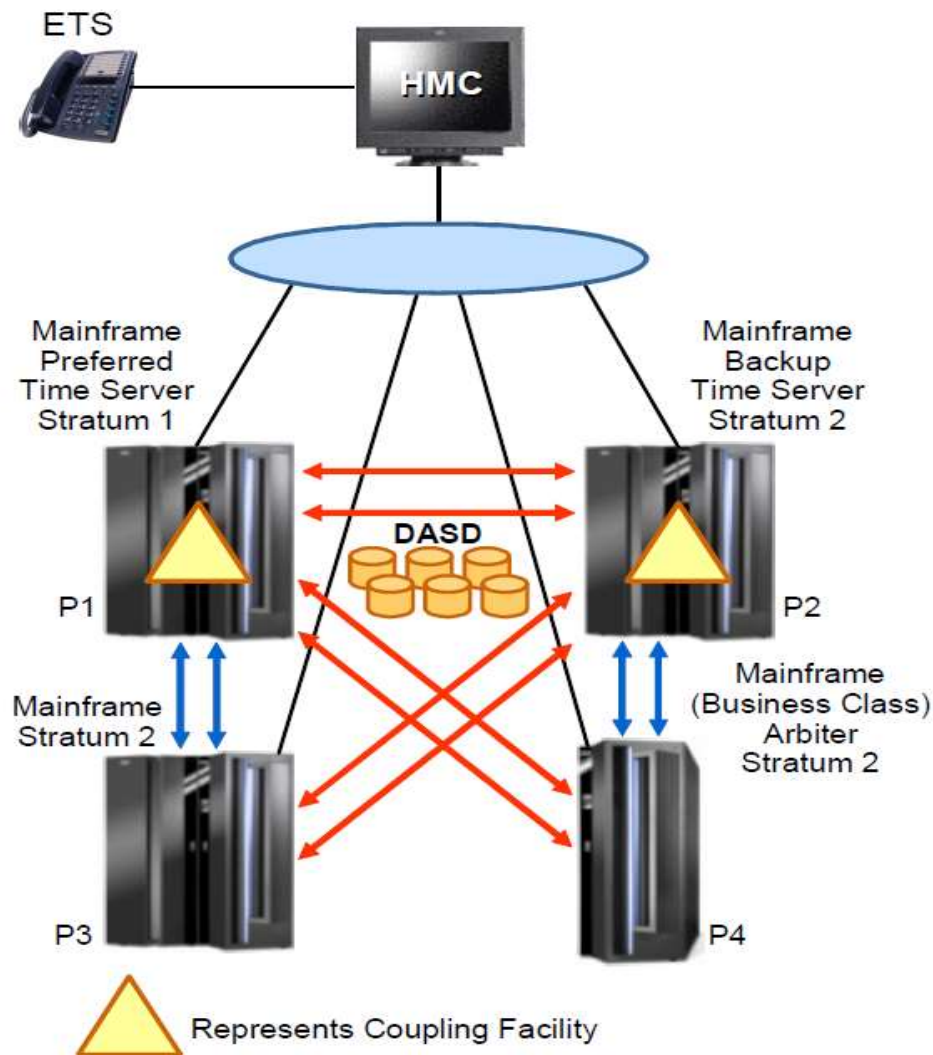 ETS
HMC
Mainframe
Preferred
Time Server
Stratum 1
Mainframe
Backup
Time Server
Stratum 2
DASD
P1
P2
Mainframe
Stratum 2
Mainframe
(Business Class)
Arbiter
Stratum 2
P3
P4
Represents Coupling Facility